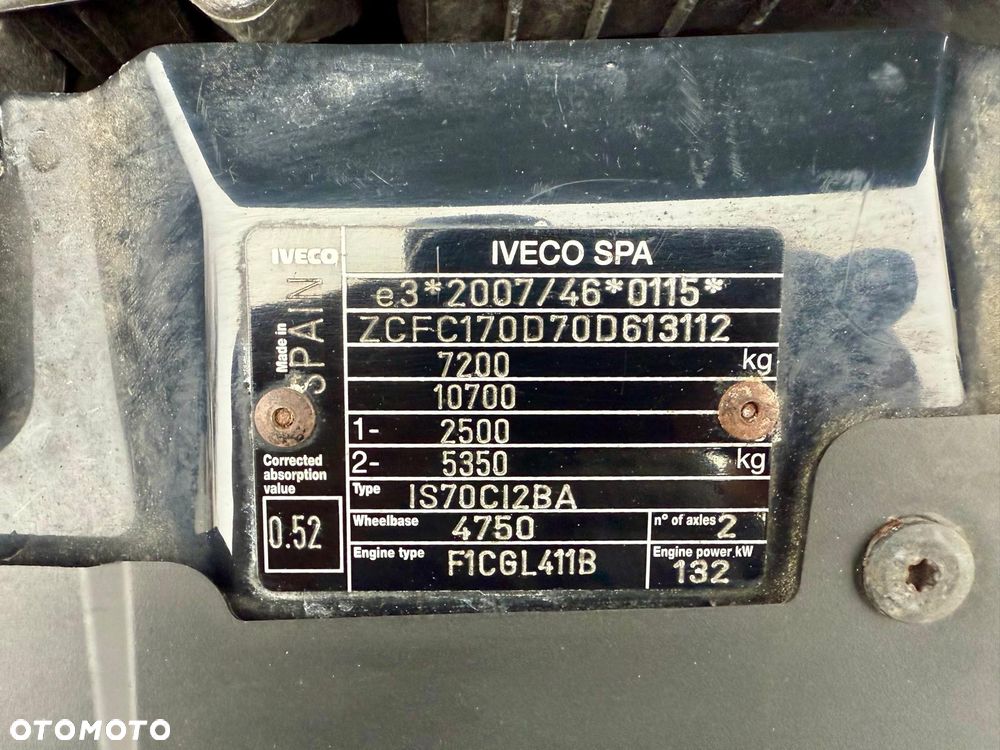 IVECO
IVECO SPA
Made in
SPAIN
e3*2007/46*0115*
ZCFC170D70D613112
7200 kg
10700
1- 2500
2- 5350 kg
Corrected
absorption
value
0.52
Type IS70CI2BA
Wheelbase 4750
n° of axles 2
Engine type F1CGL411B
Engine power kW
132
OTOMOTO